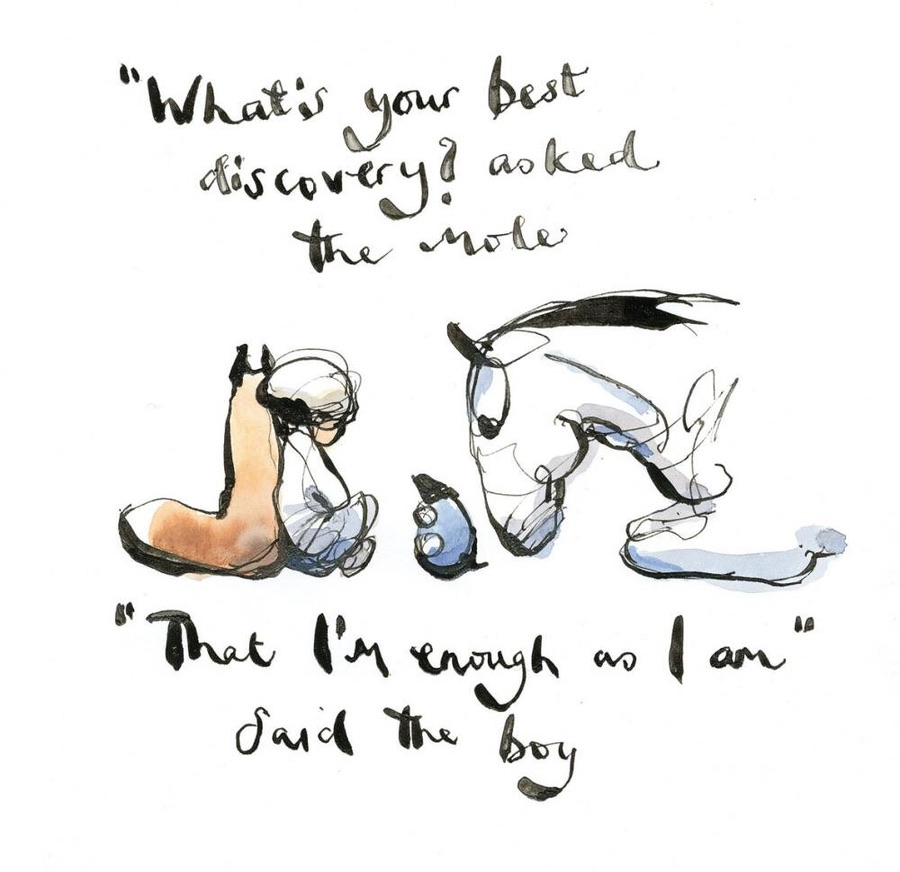 "What's your best
discovery? asked
the Mole
"That I'm enough as I am"
Said the boy